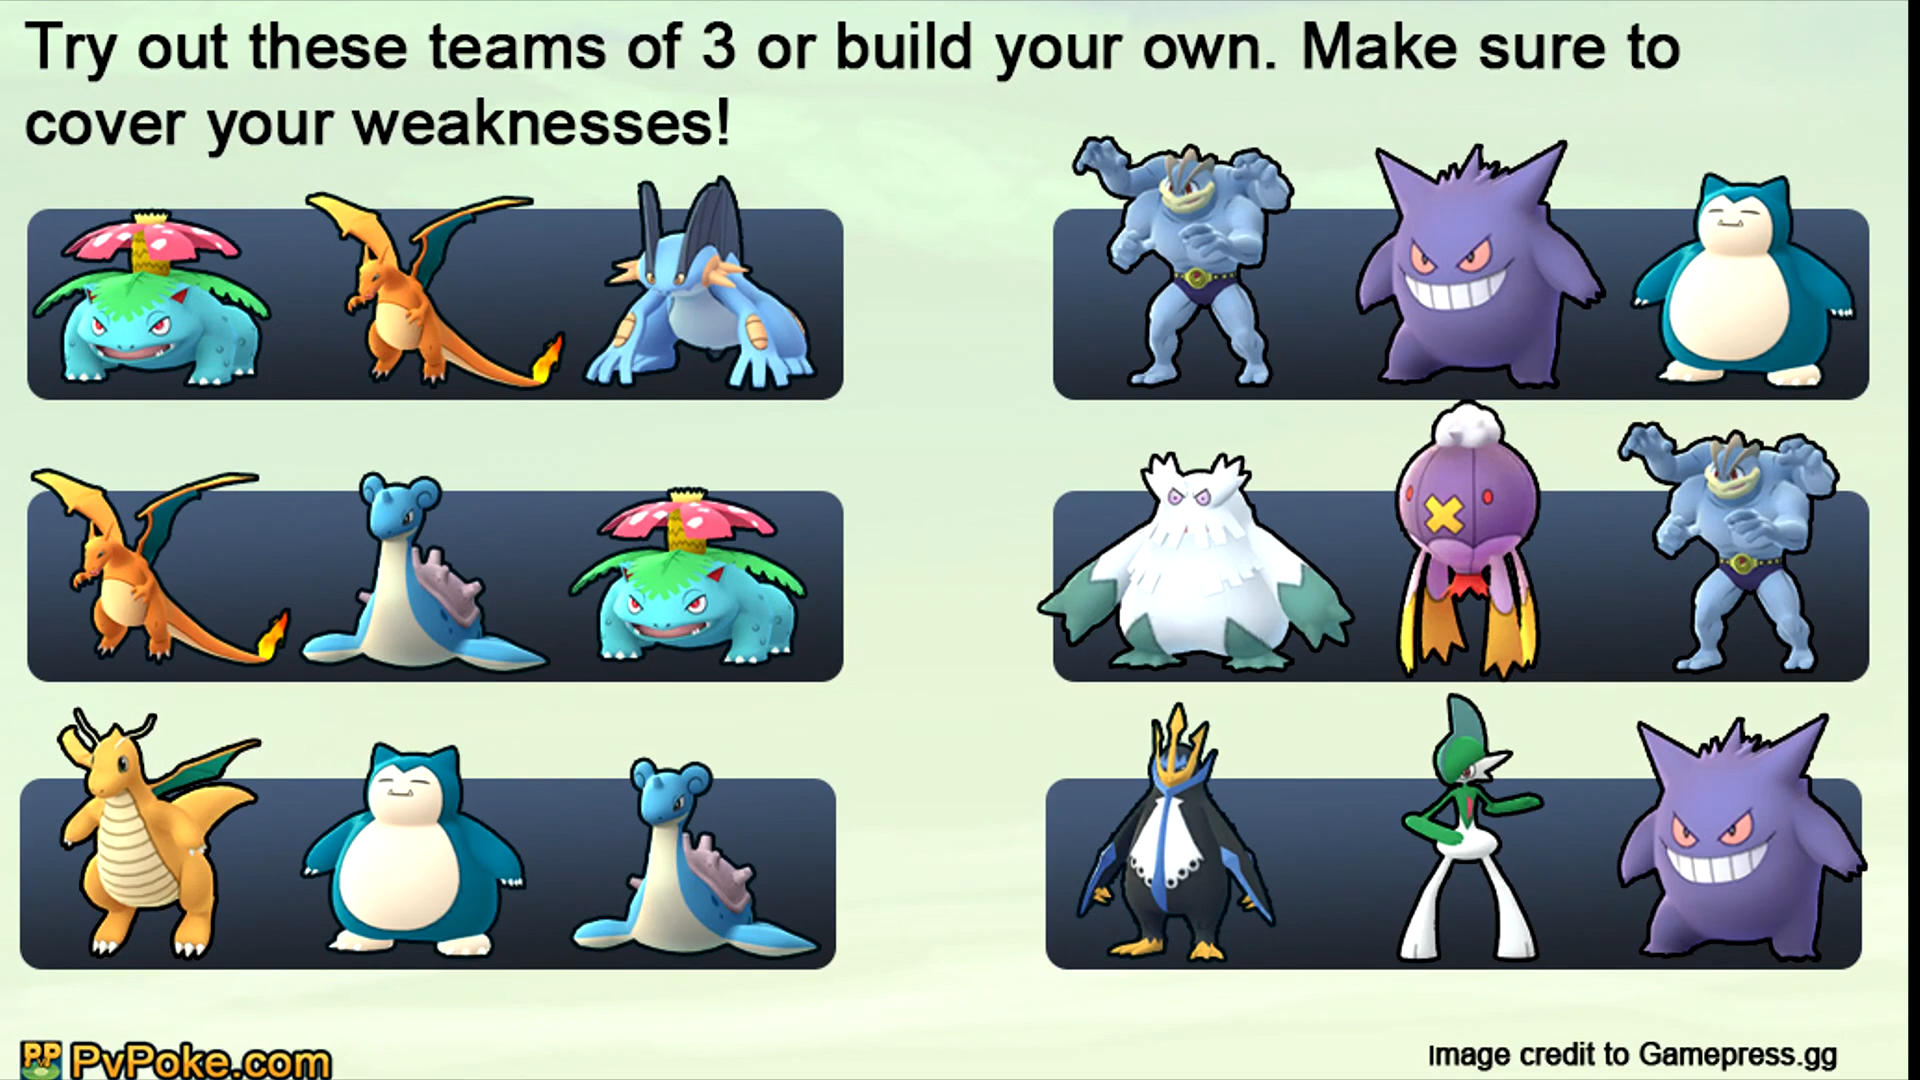 Try out these teams of 3 or build your own. Make sure to
cover your weaknesses!
PP PvPoke.com
Image credit to Gamepress.gg